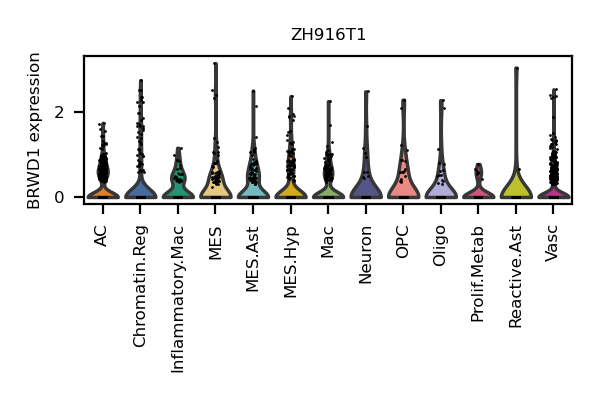 ZH916T1
BRWD1 expression
2
0
AC
Chromatin.Reg
Inflammatory.Mac
MES
MES.Ast
MES.Hyp
Mac
Neuron
OPC
Oligo
Prolif.Metab
Reactive.Ast
Vasc